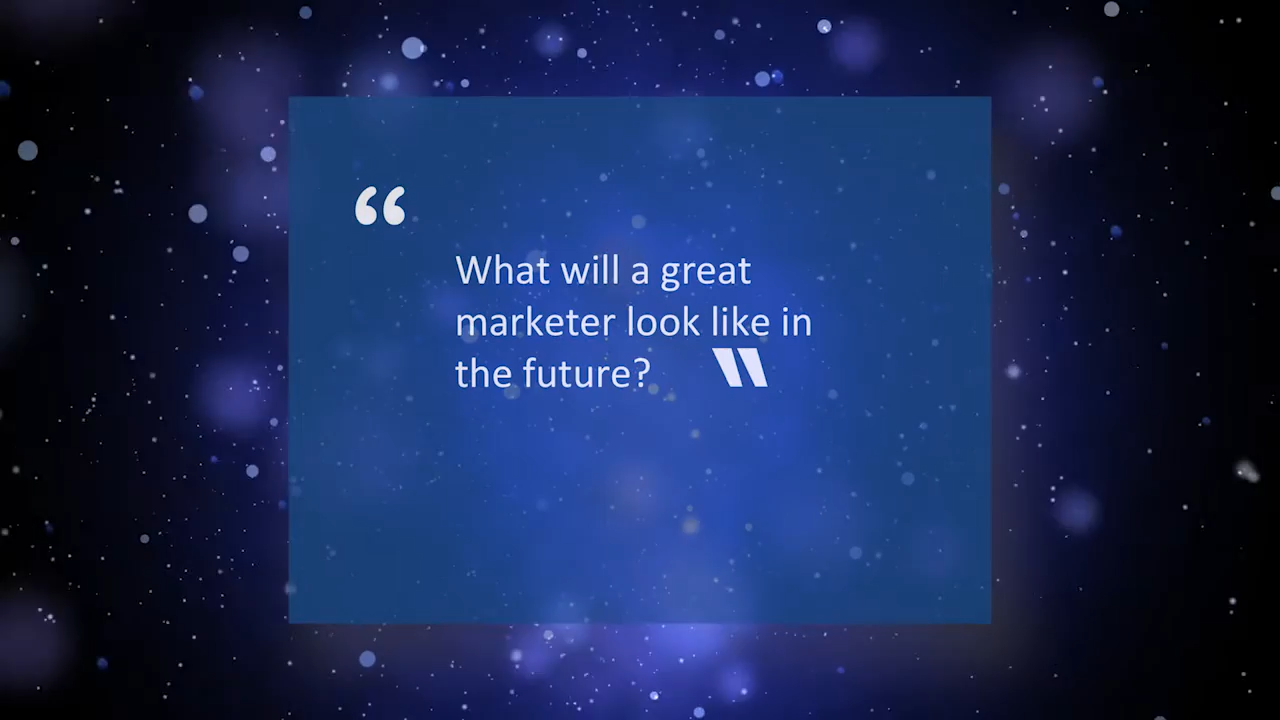 “
What will a great
marketer look like in
the future? "